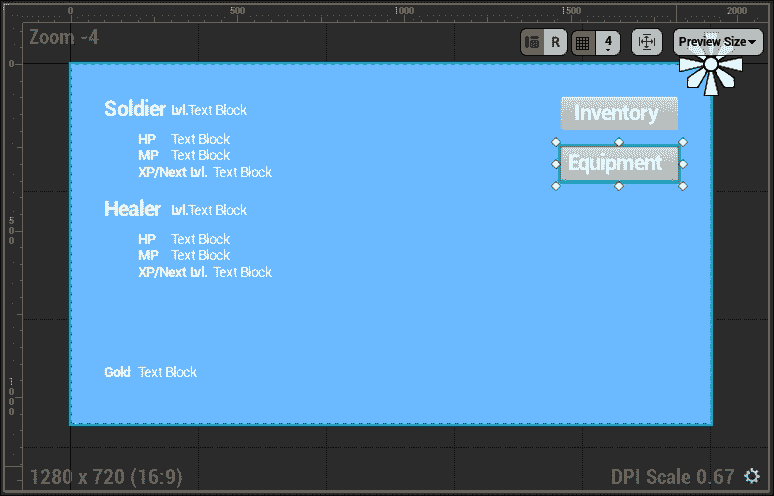 0 500 1000 1500 2000
Zoom -4
R 4 Preview Size
0
Soldier Lvl.Text Block
Inventory
HP Text Block
MP Text Block
Equipment
XP/Next Lvl. Text Block
Healer Lvl.Text Block
500
HP Text Block
MP Text Block
XP/Next Lvl. Text Block
Gold Text Block
1000
1280 x 720 (16:9) DPI Scale 0.67